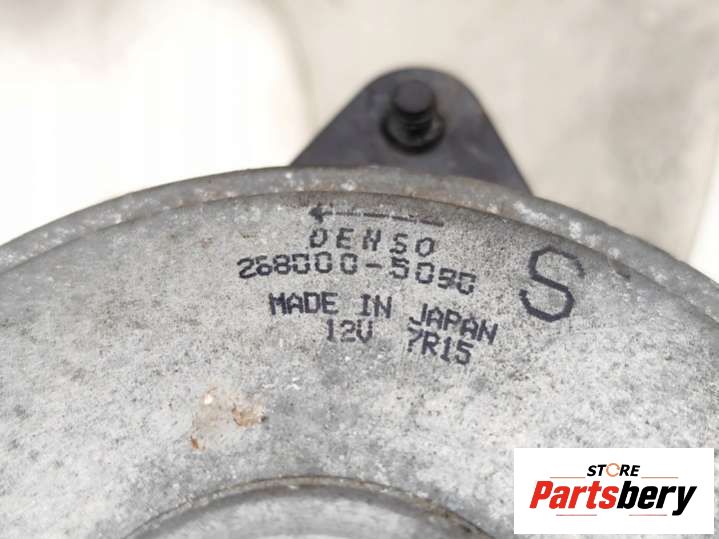 DENSO
268000-5090
S
MADE IN JAPAN
12V 7R15
STORE
Partsbery